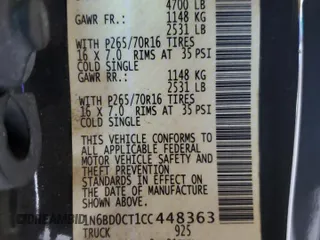 4700 LB
GAWR FR.: 1148 KG
2531 LB
WITH P265/70R16 TIRES
16 X 7.0 RIMS AT 35 PSI
COLD SINGLE
GAWR RR.: 1148 KG
2531 LB
WITH P265/70R16 TIRES
16 X 7.0 RIMS AT 35 PSI
COLD SINGLE
THIS VEHICLE CONFORMS TO
ALL APPLICABLE FEDERAL
MOTOR VEHICLE SAFETY AND
THEFT PREVENTION STANDARDS
IN EFFECT ON THE DATE OF
MANUFACTURE SHOWN ABOVE
1N6BD0CT1CC448363
TRUCK 925